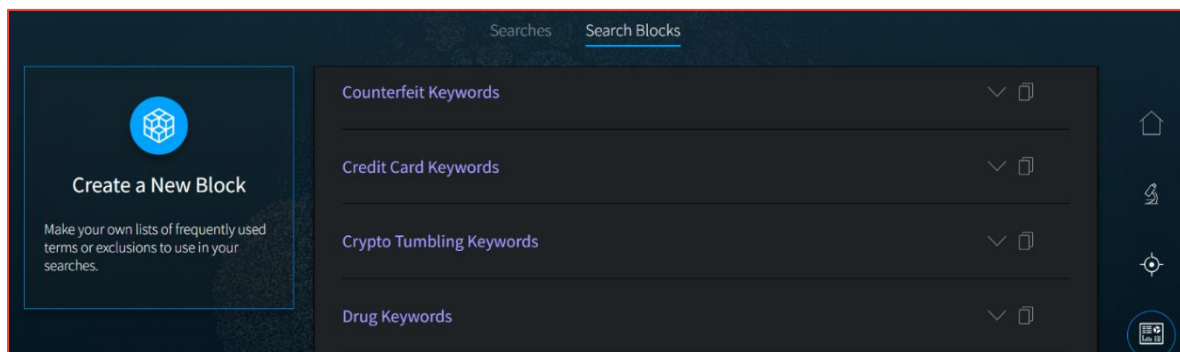 Searches
Search Blocks
Create a New Block
Make your own lists of frequently used
terms or exclusions to use in your
searches.
Counterfeit Keywords
Credit Card Keywords
Crypto Tumbling Keywords
Drug Keywords